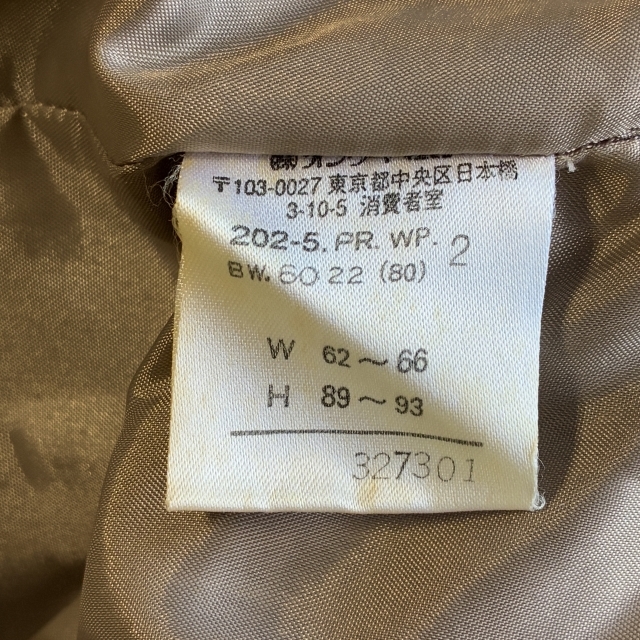 〒103-0027 東京都中央区日本橋
3-10-5 消費者室
202-5. PR. WP. 2
BW. 60 22 (80)
W 62~66
H 89~93
327301